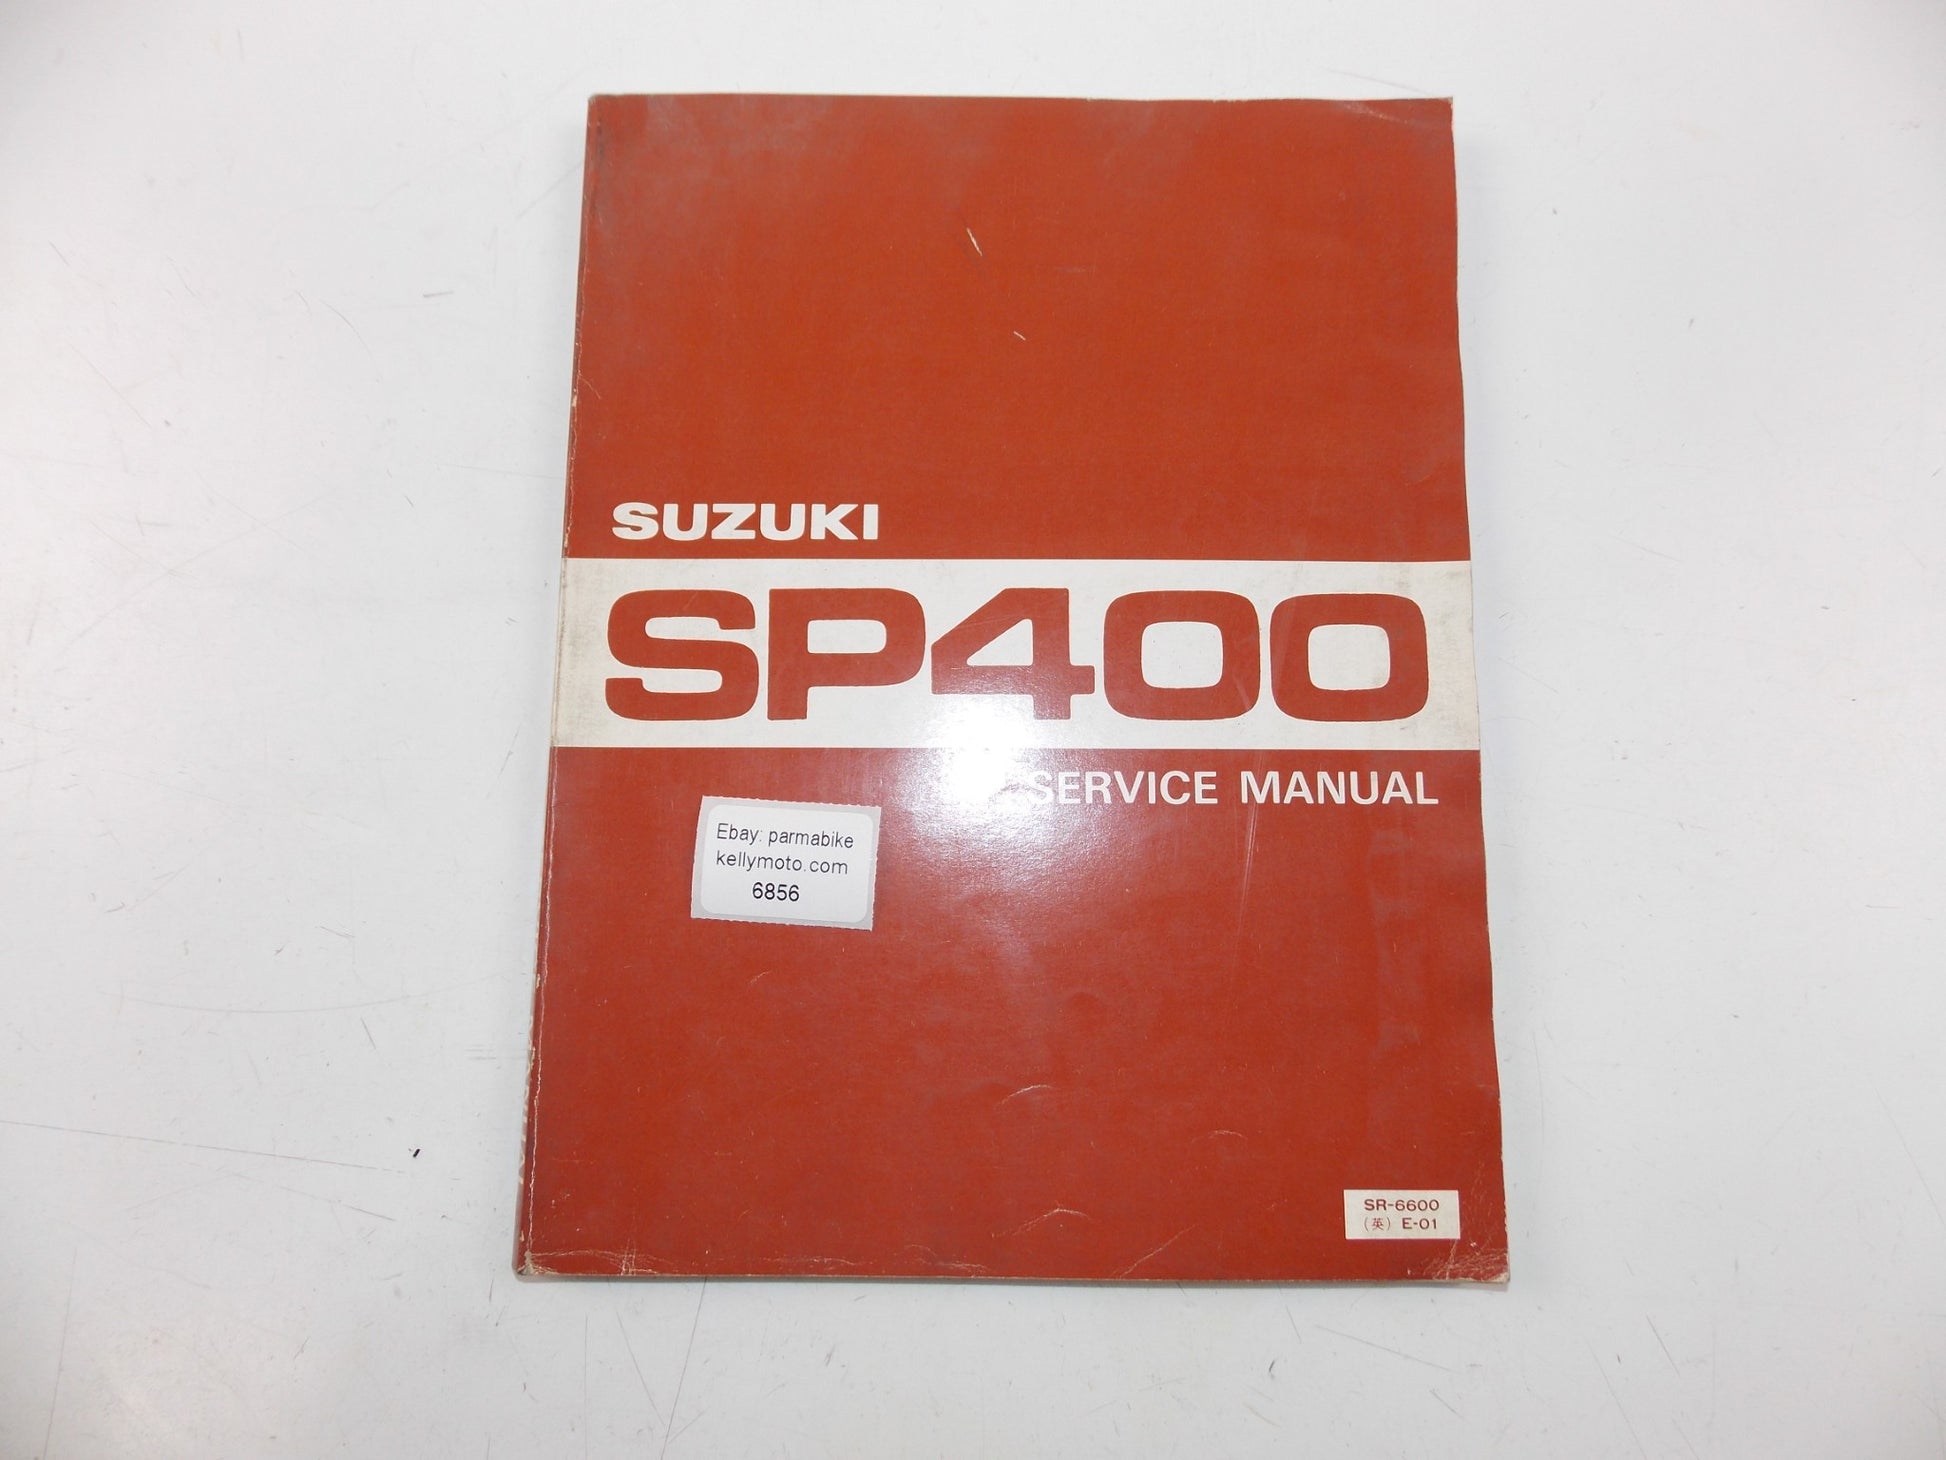 SUZUKI
SP400
SERVICE MANUAL
Ebay: parmabike
kellymoto.com
6856
SR-6600
(英) E-01